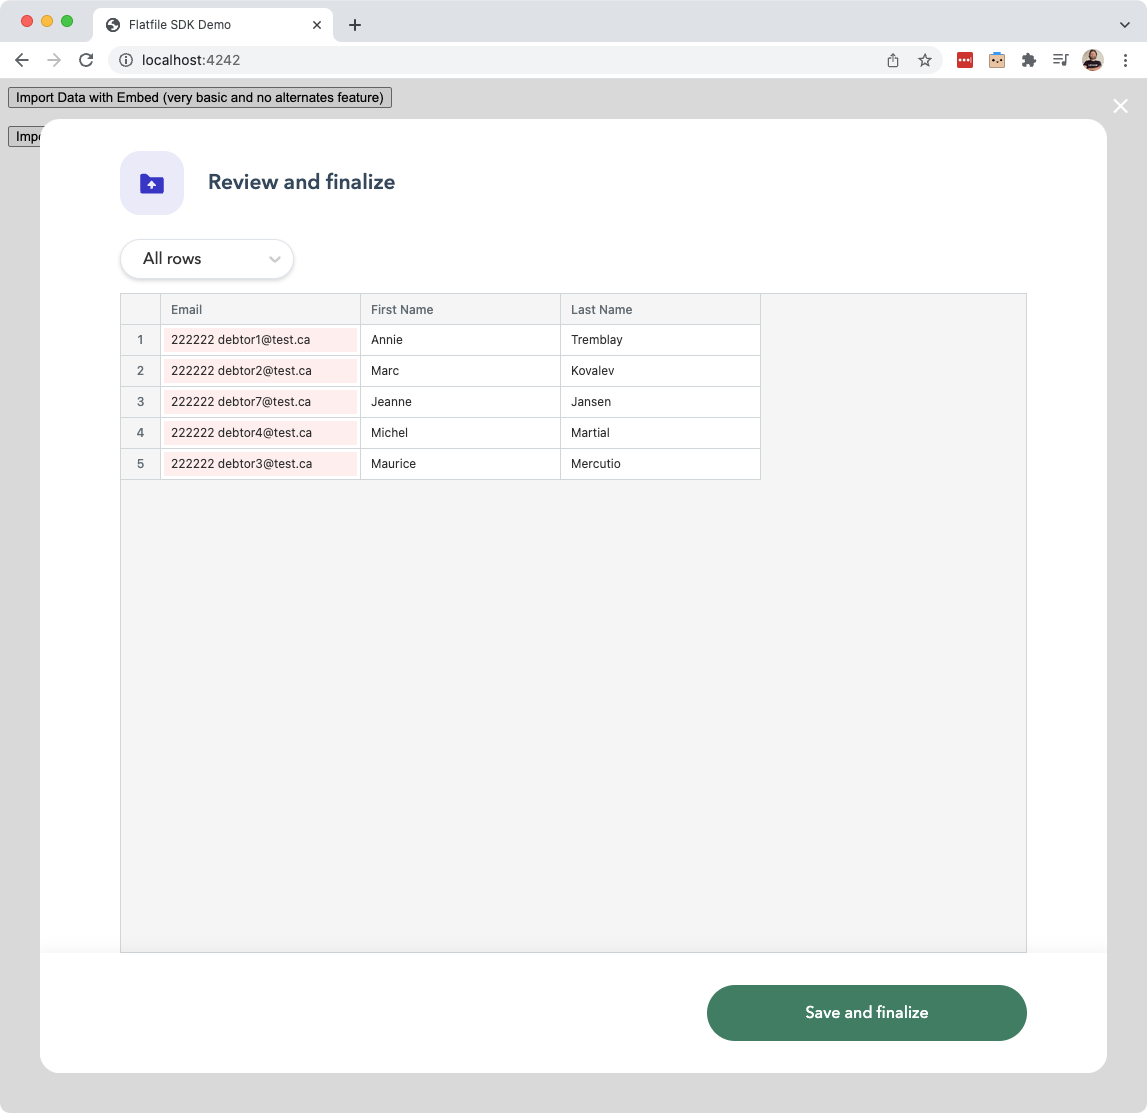 Flatfile SDK Demo
localhost:4242
Import Data with Embed (very basic and no alternates feature)
Impo
Review and finalize
All rows
Email First Name Last Name
1 222222 debtor1@test.ca Annie Tremblay
2 222222 debtor2@test.ca Marc Kovalev
3 222222 debtor7@test.ca Jeanne Jansen
4 222222 debtor4@test.ca Michel Martial
5 222222 debtor3@test.ca Maurice Mercutio
Save and finalize